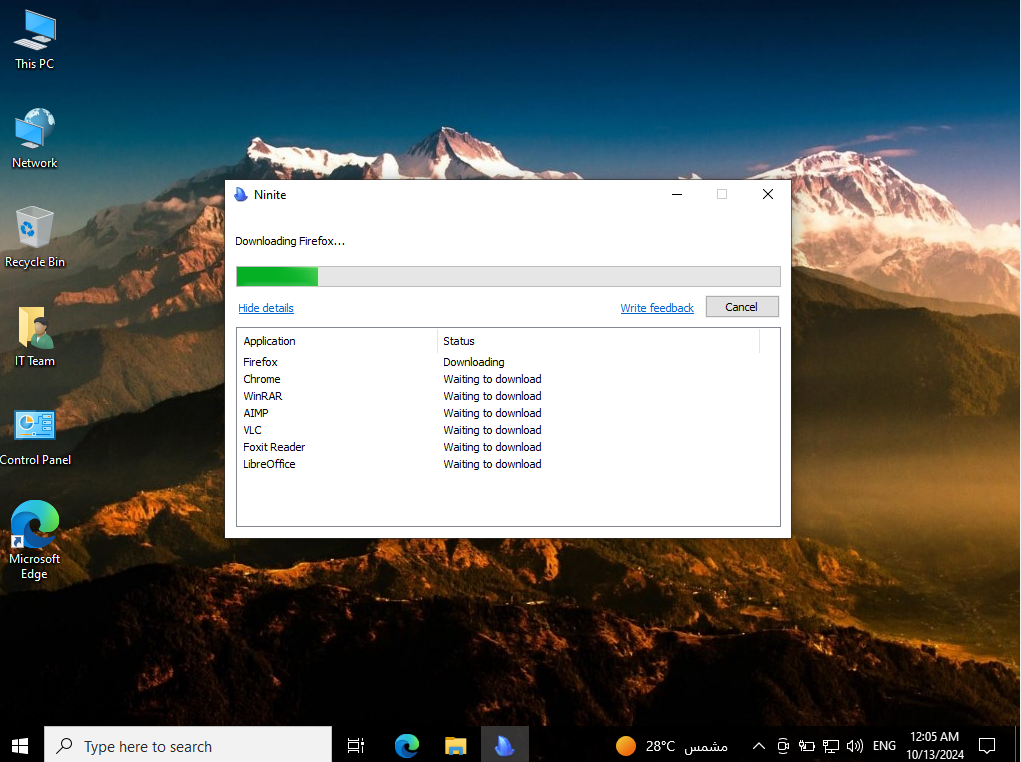 This PC
Network
Recycle Bin
IT Team
Control Panel
Microsoft
Edge
Ninite
Downloading Firefox...
Hide details
Write feedback
Cancel
Application Status
Firefox Downloading
Chrome Waiting to download
WinRAR Waiting to download
AIMP Waiting to download
VLC Waiting to download
Foxit Reader Waiting to download
LibreOffice Waiting to download
Type here to search
28°C مشمس
ENG
12:05 AM
10/13/2024